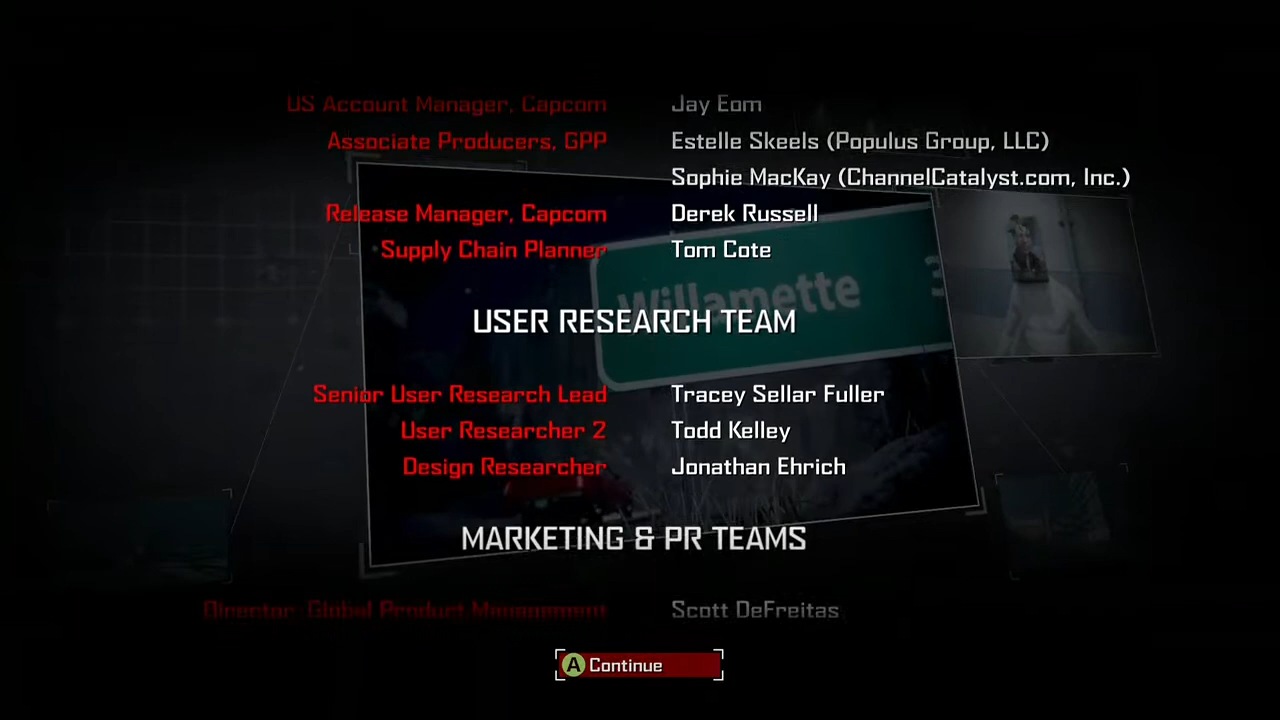 US Account Manager, Capcom Jay Eom
Associate Producers, GPP Estelle Skeels (Populus Group, LLC)
Sophie MacKay (ChannelCatalyst.com, Inc.)
Release Manager, Capcom Derek Russell
Supply Chain Planner Tom Cote
Willamette 3
USER RESEARCH TEAM
Senior User Research Lead Tracey Sellar Fuller
User Researcher 2 Todd Kelley
Design Researcher Jonathan Ehrich
MARKETING & PR TEAMS
Director, Global Product Management Scott DeFreitas
A Continue